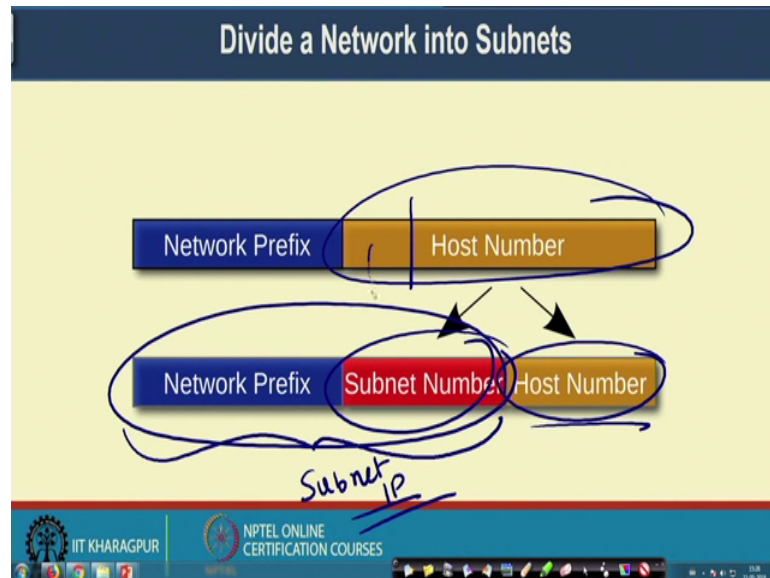 Divide a Network into Subnets
Network Prefix Host Number
Network Prefix Subnet Number Host Number
Subnet
IP
IIT KHARAGPUR
NPTEL ONLINE
CERTIFICATION COURSES
NPTEL